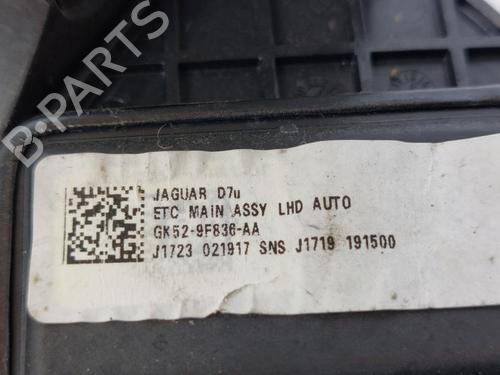 B-PARTS
JAGUAR D7u
ETC MAIN ASSY LHD AUTO
GK52-9F836-AA
J1723 021917 SNS J1719 191500